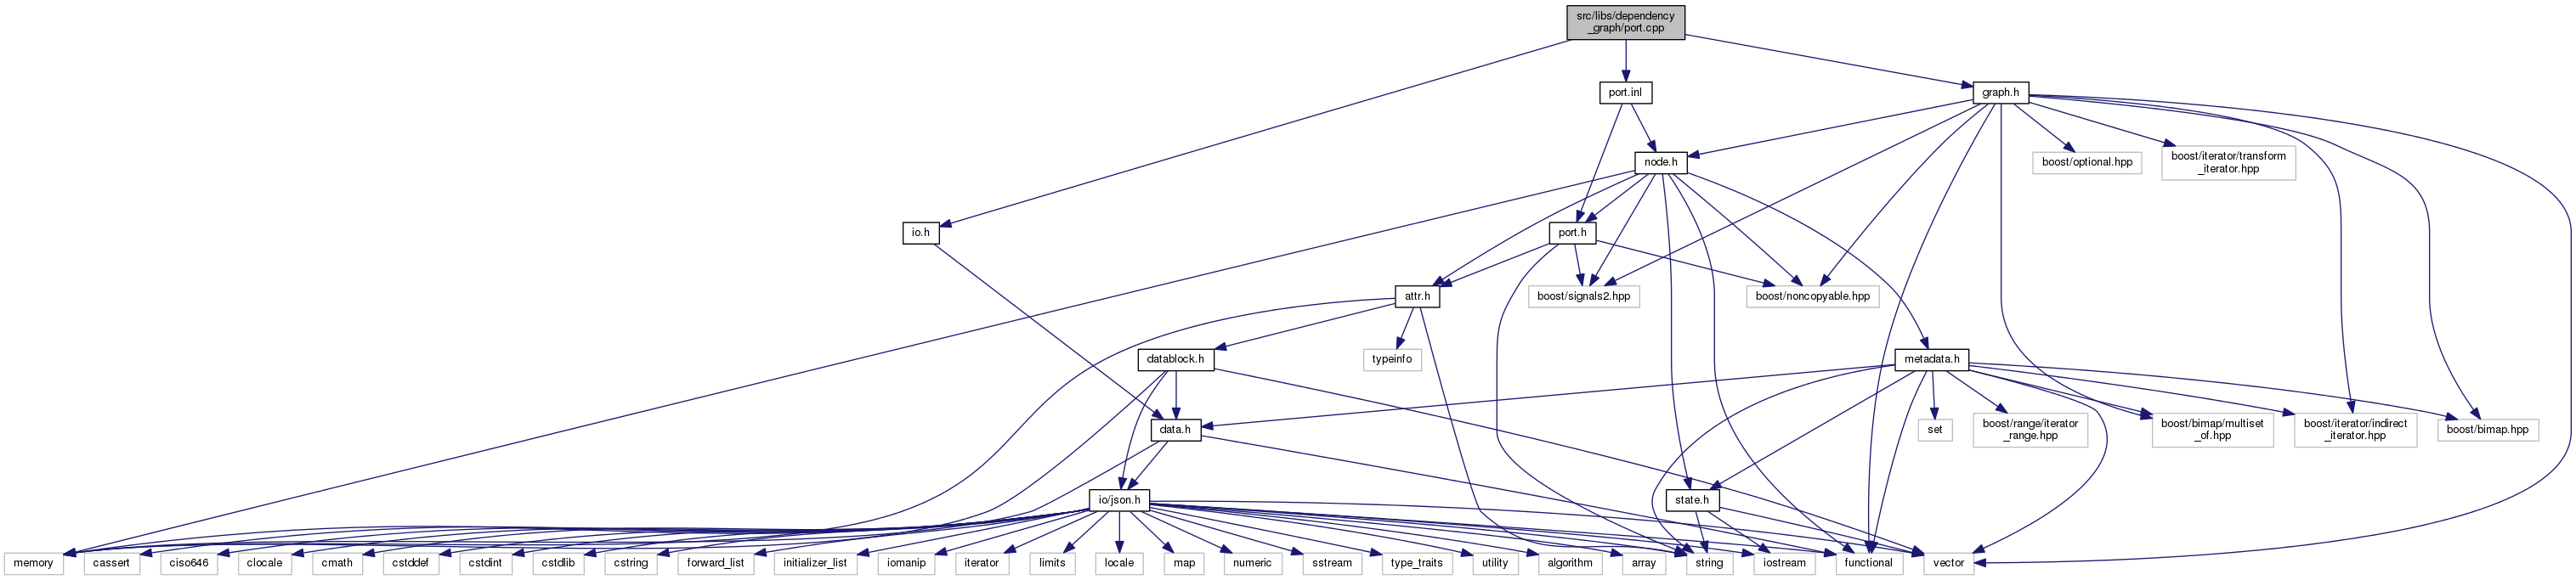 src/libs/dependency
_graph/port.cpp
port.inl
graph.h
node.h
boost/optional.hpp
boost/iterator/transform
_iterator.hpp
io.h
port.h
attr.h
boost/signals2.hpp
boost/noncopyable.hpp
datablock.h
typeinfo
metadata.h
data.h
set
boost/range/iterator
_range.hpp
boost/bimap/multiset
_of.hpp
boost/iterator/indirect
_iterator.hpp
boost/bimap.hpp
io/json.h
state.h
memory
cassert
ciso646
clocale
cmath
cstddef
cstdint
cstdlib
cstring
forward_list
initializer_list
iomanip
iterator
limits
locale
map
numeric
sstream
type_traits
utility
algorithm
array
string
iostream
functional
vector